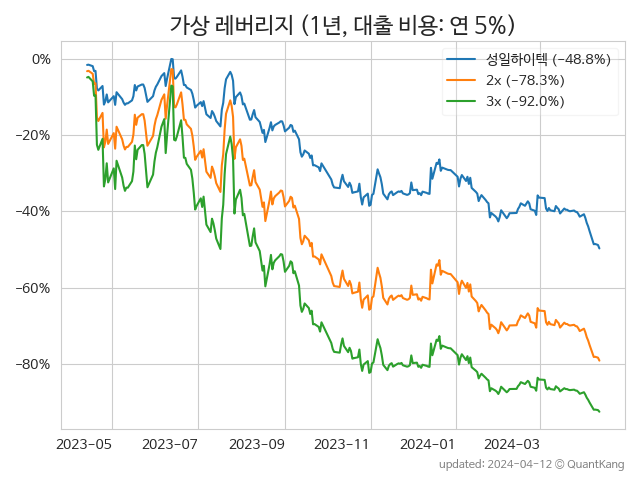 가상 레버리지 (1년, 대출 비용: 연 5%)
성일하이텍 (−48.8%)
2x (−78.3%)
3x (−92.0%)
0%
−20%
−40%
−60%
−80%
2023-05 2023-07 2023-09 2023-11 2024-01 2024-03
updated: 2024-04-12 © QuantKang